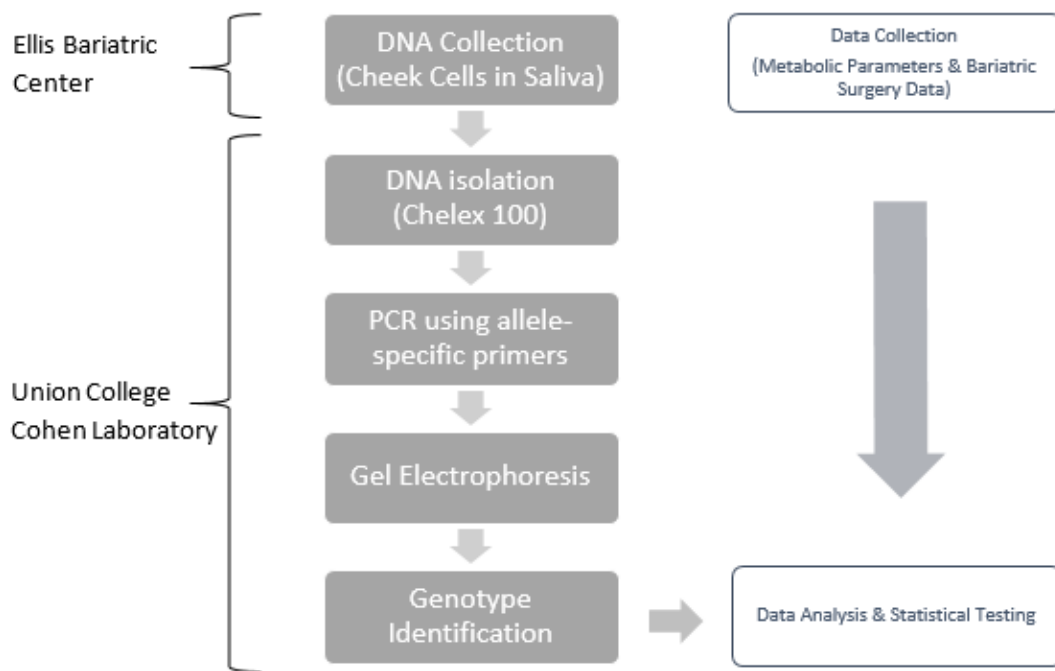 Ellis Bariatric
Center
DNA Collection
(Cheek Cells in Saliva)
Data Collection
(Metabolic Parameters & Bariatric
Surgery Data)
Union College
Cohen Laboratory
DNA isolation
(Chelex 100)
PCR using allele-
specific primers
Gel Electrophoresis
Genotype
Identification
Data Analysis & Statistical Testing